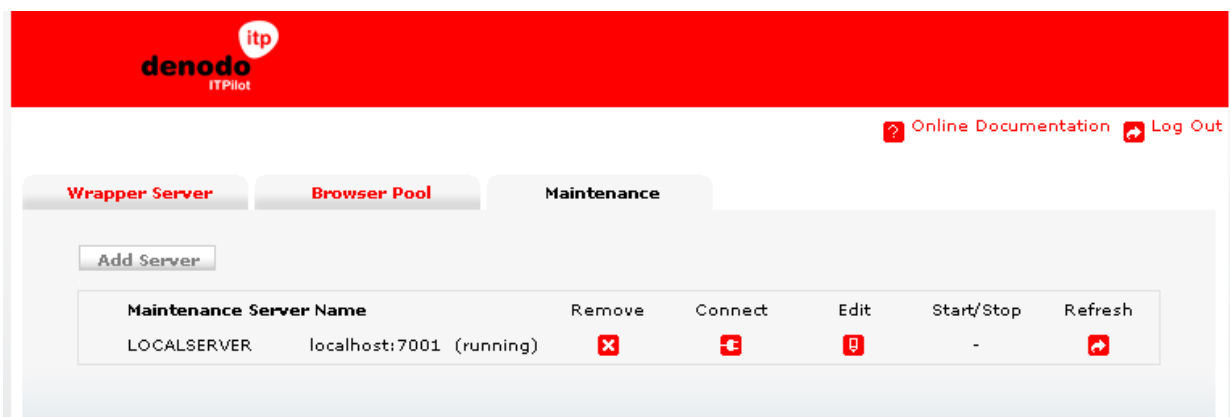 itp
denodo
ITPilot
? Online Documentation Log Out
Wrapper Server Browser Pool Maintenance
Add Server
Maintenance Server Name Remove Connect Edit Start/Stop Refresh
LOCALSERVER localhost:7001 (running) -